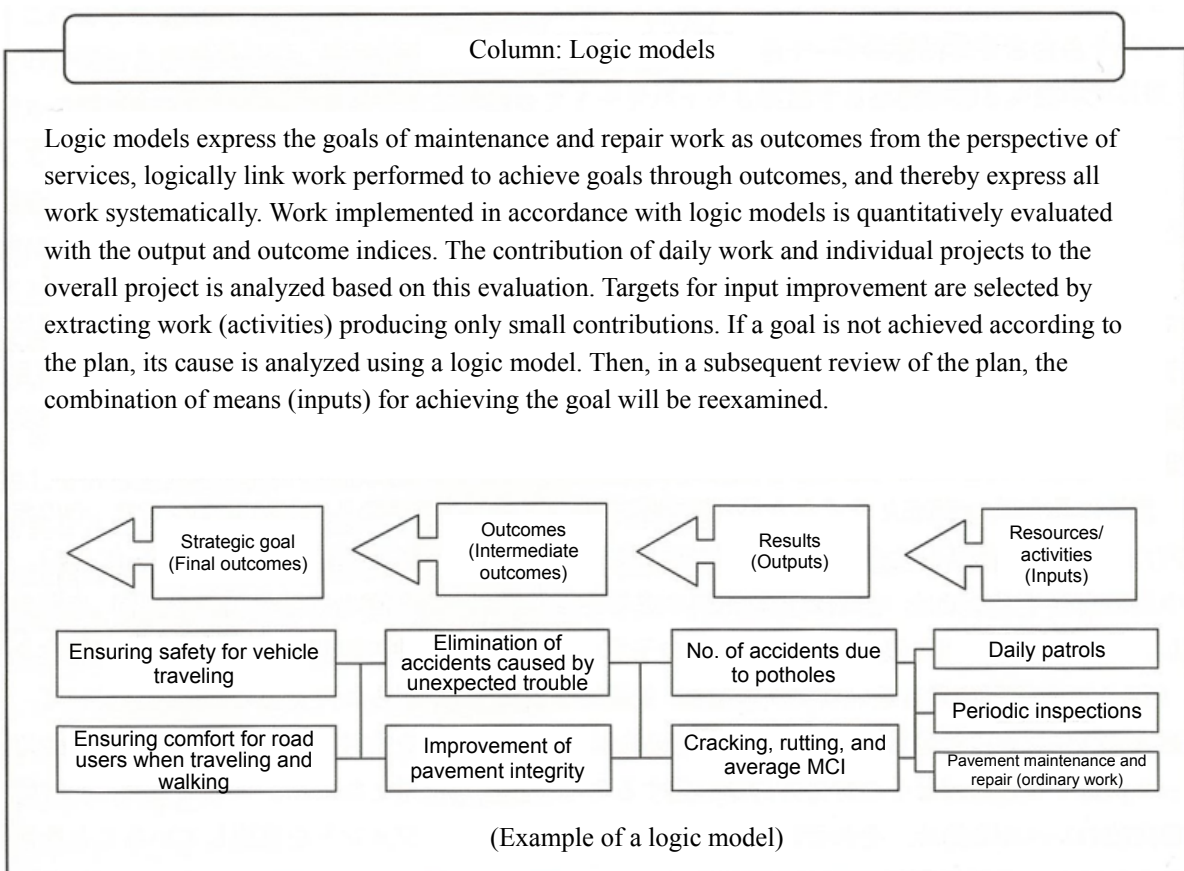 Column: Logic models
Logic models express the goals of maintenance and repair work as outcomes from the perspective of
services, logically link work performed to achieve goals through outcomes, and thereby express all
work systematically. Work implemented in accordance with logic models is quantitatively evaluated
with the output and outcome indices. The contribution of daily work and individual projects to the
overall project is analyzed based on this evaluation. Targets for input improvement are selected by
extracting work (activities) producing only small contributions. If a goal is not achieved according to
the plan, its cause is analyzed using a logic model. Then, in a subsequent review of the plan, the
combination of means (inputs) for achieving the goal will be reexamined.
Strategic goal
(Final outcomes)
Outcomes
(Intermediate
outcomes)
Results
(Outputs)
Resources/
activities
(Inputs)
Ensuring safety for vehicle
traveling
Elimination of
accidents caused by
unexpected trouble
No. of accidents due
to potholes
Daily patrols
Periodic inspections
Ensuring comfort for road
users when traveling and
walking
Improvement of
pavement integrity
Cracking, rutting, and
average MCI
Pavement maintenance and
repair (ordinary work)
(Example of a logic model)